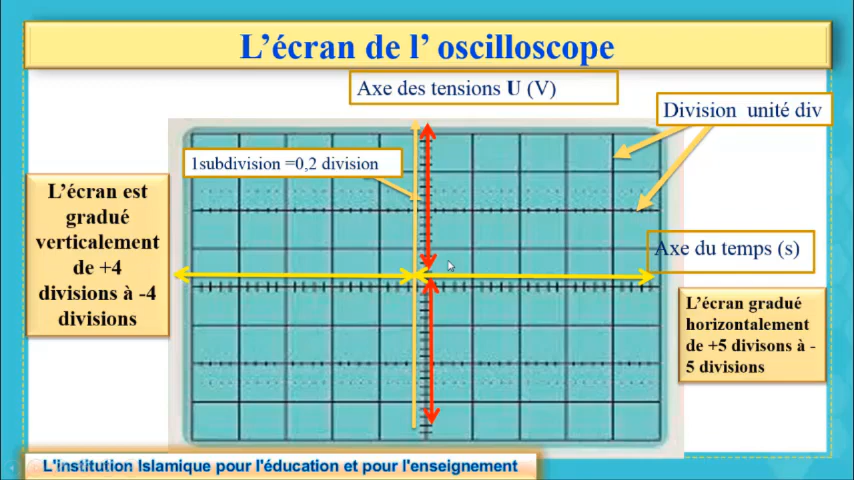 L'écran de l' oscilloscope
Axe des tensions U (V)
Division unité div
1subdivision =0,2 division
L'écran est
gradué
verticalement
de +4
divisions à -4
divisions
Axe du temps (s)
L'écran gradué
horizontalement
de +5 divisons à -
5 divisions
L'institution Islamique pour l'éducation et pour l'enseignement